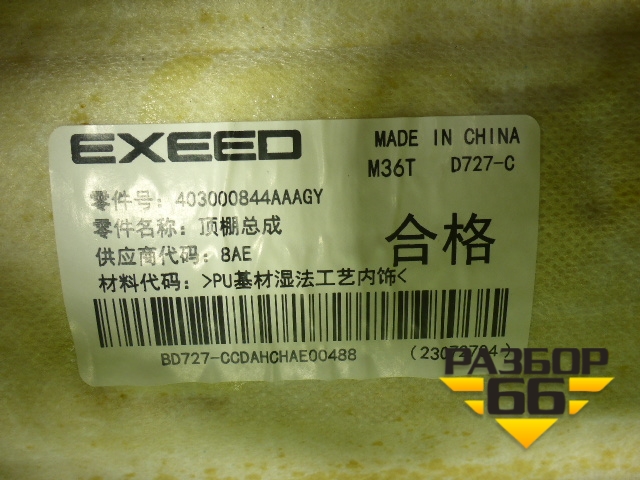 EXEED
MADE IN CHINA
M36T D727-C
零件号: 403000844AAAGY
零件名称: 顶棚总成
供应商代码: 8AE
合格
材料代码: >PU基材湿法工艺内饰<
BD727-CCDAHCHAE00488
РАЗБОР
66